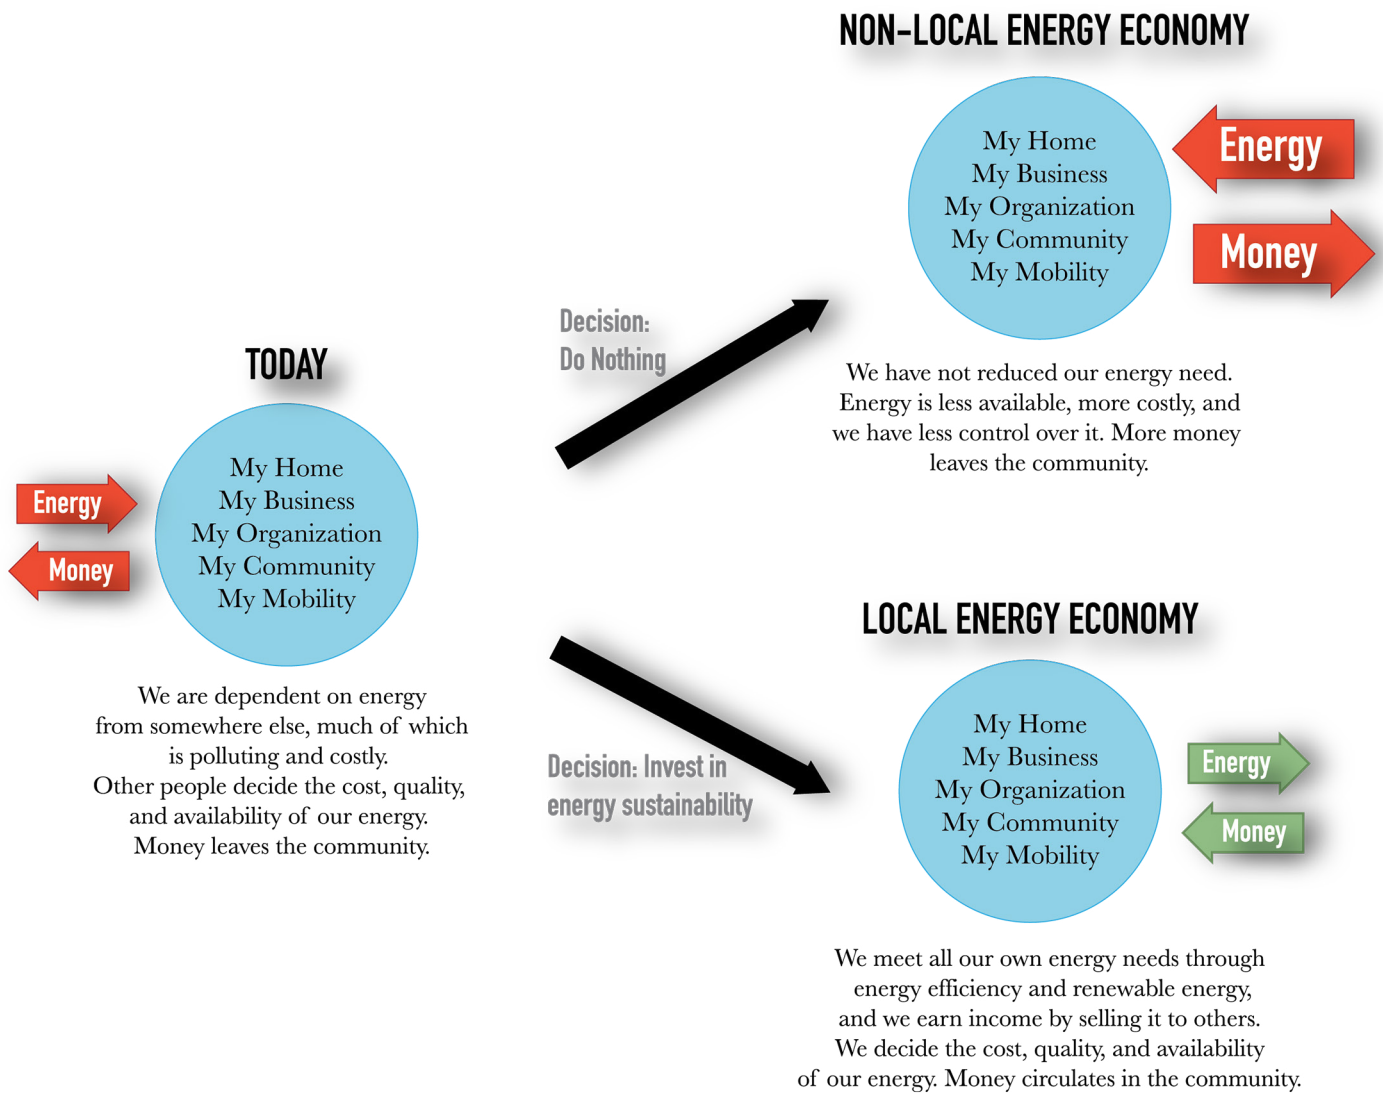 TODAY
My Home
My Business
My Organization
My Community
My Mobility
Energy
Money
We are dependent on energy
from somewhere else, much of which
is polluting and costly.
Other people decide the cost, quality,
and availability of our energy.
Money leaves the community.
Decision:
Do Nothing
NON-LOCAL ENERGY ECONOMY
My Home
My Business
My Organization
My Community
My Mobility
Energy
Money
We have not reduced our energy need.
Energy is less available, more costly, and
we have less control over it. More money
leaves the community.
Decision: Invest in
energy sustainability
LOCAL ENERGY ECONOMY
My Home
My Business
My Organization
My Community
My Mobility
Energy
Money
We meet all our own energy needs through
energy efficiency and renewable energy,
and we earn income by selling it to others.
We decide the cost, quality, and availability
of our energy. Money circulates in the community.